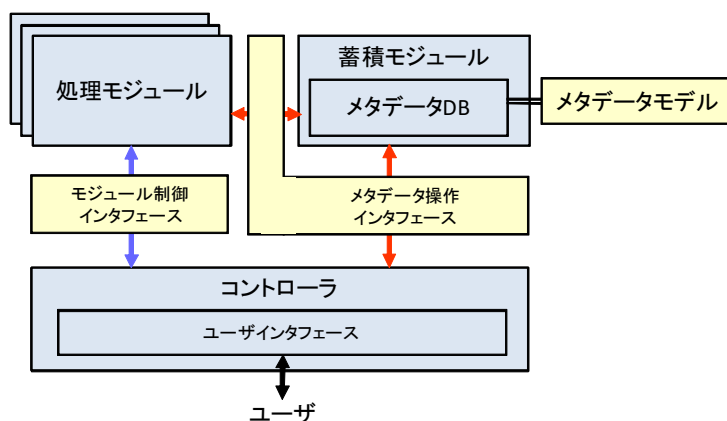 処理モジュール
蓄積モジュール
メタデータDB
メタデータモデル
モジュール制御
インタフェース
メタデータ操作
インタフェース
コントローラ
ユーザインタフェース
ユーザ